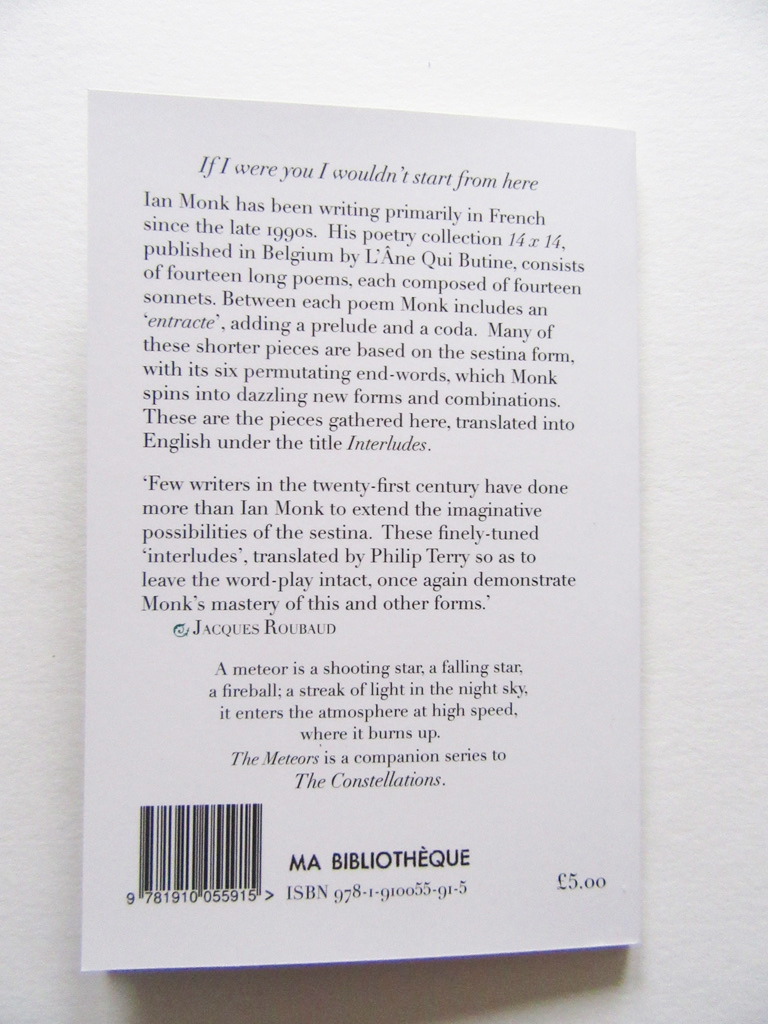 If I were you I wouldn't start from here
Ian Monk has been writing primarily in French
since the late 1990s. His poetry collection 14 x 14,
published in Belgium by L'Âne Qui Butine, consists
of fourteen long poems, each composed of fourteen
sonnets. Between each poem Monk includes an
'entracte', adding a prelude and a coda. Many of
these shorter pieces are based on the sestina form,
with its six permutating end-words, which Monk
spins into dazzling new forms and combinations.
These are the pieces gathered here, translated into
English under the title Interludes.
'Few writers in the twenty-first century have done
more than Ian Monk to extend the imaginative
possibilities of the sestina. These finely-tuned
'interludes', translated by Philip Terry so as to
leave the word-play intact, once again demonstrate
Monk's mastery of this and other forms.'
JACQUES ROUBAUD
A meteor is a shooting star, a falling star,
a fireball; a streak of light in the night sky,
it enters the atmosphere at high speed,
where it burns up.
The Meteors is a companion series to
The Constellations.
MA BIBLIOTHÈQUE
ISBN 978-1-910055-91-5
£5.00
9 781910 055915 >